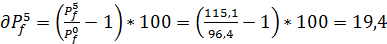 ∂P_f^5 = (P_f^5 / P_f^0 − 1) * 100 = (115,1 / 96,4 − 1) * 100 = 19,4